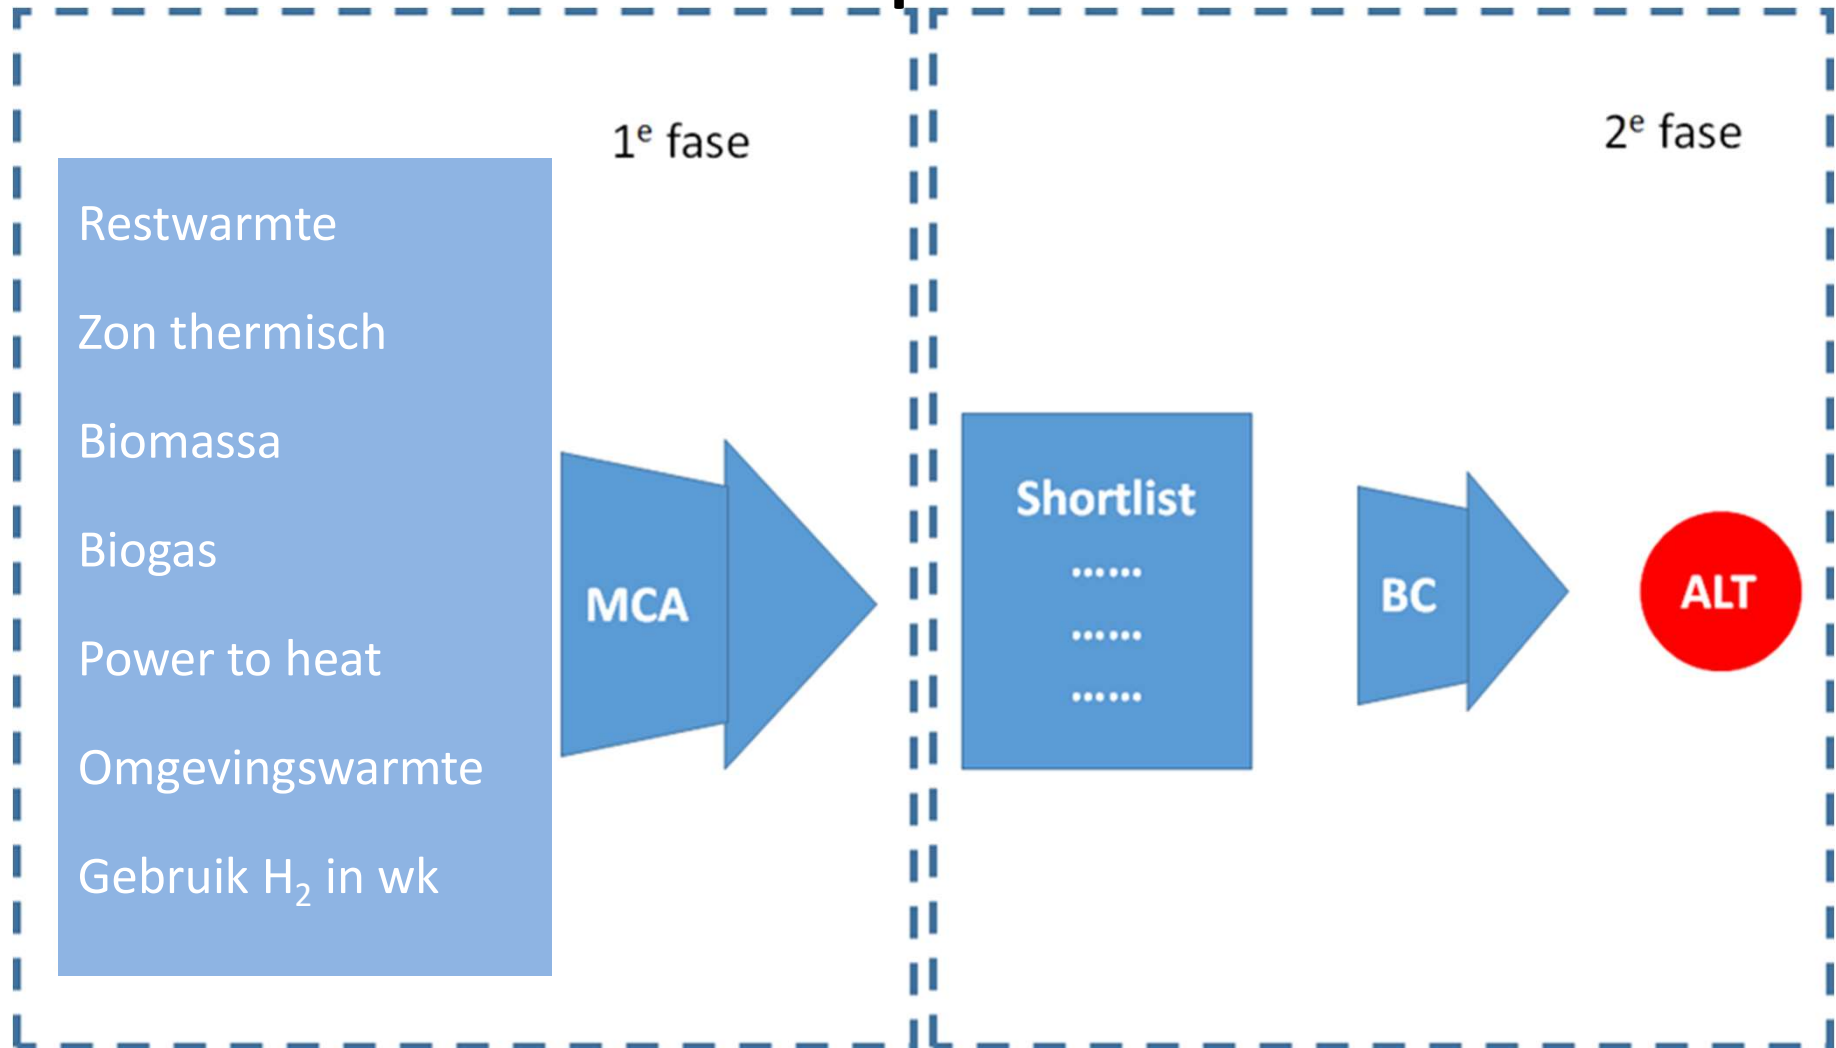 1e fase
Restwarmte
Zon thermisch
Biomassa
Biogas
Power to heat
Omgevingswarmte
Gebruik H2 in wk
MCA
2e fase
Shortlist
......
......
......
BC
ALT